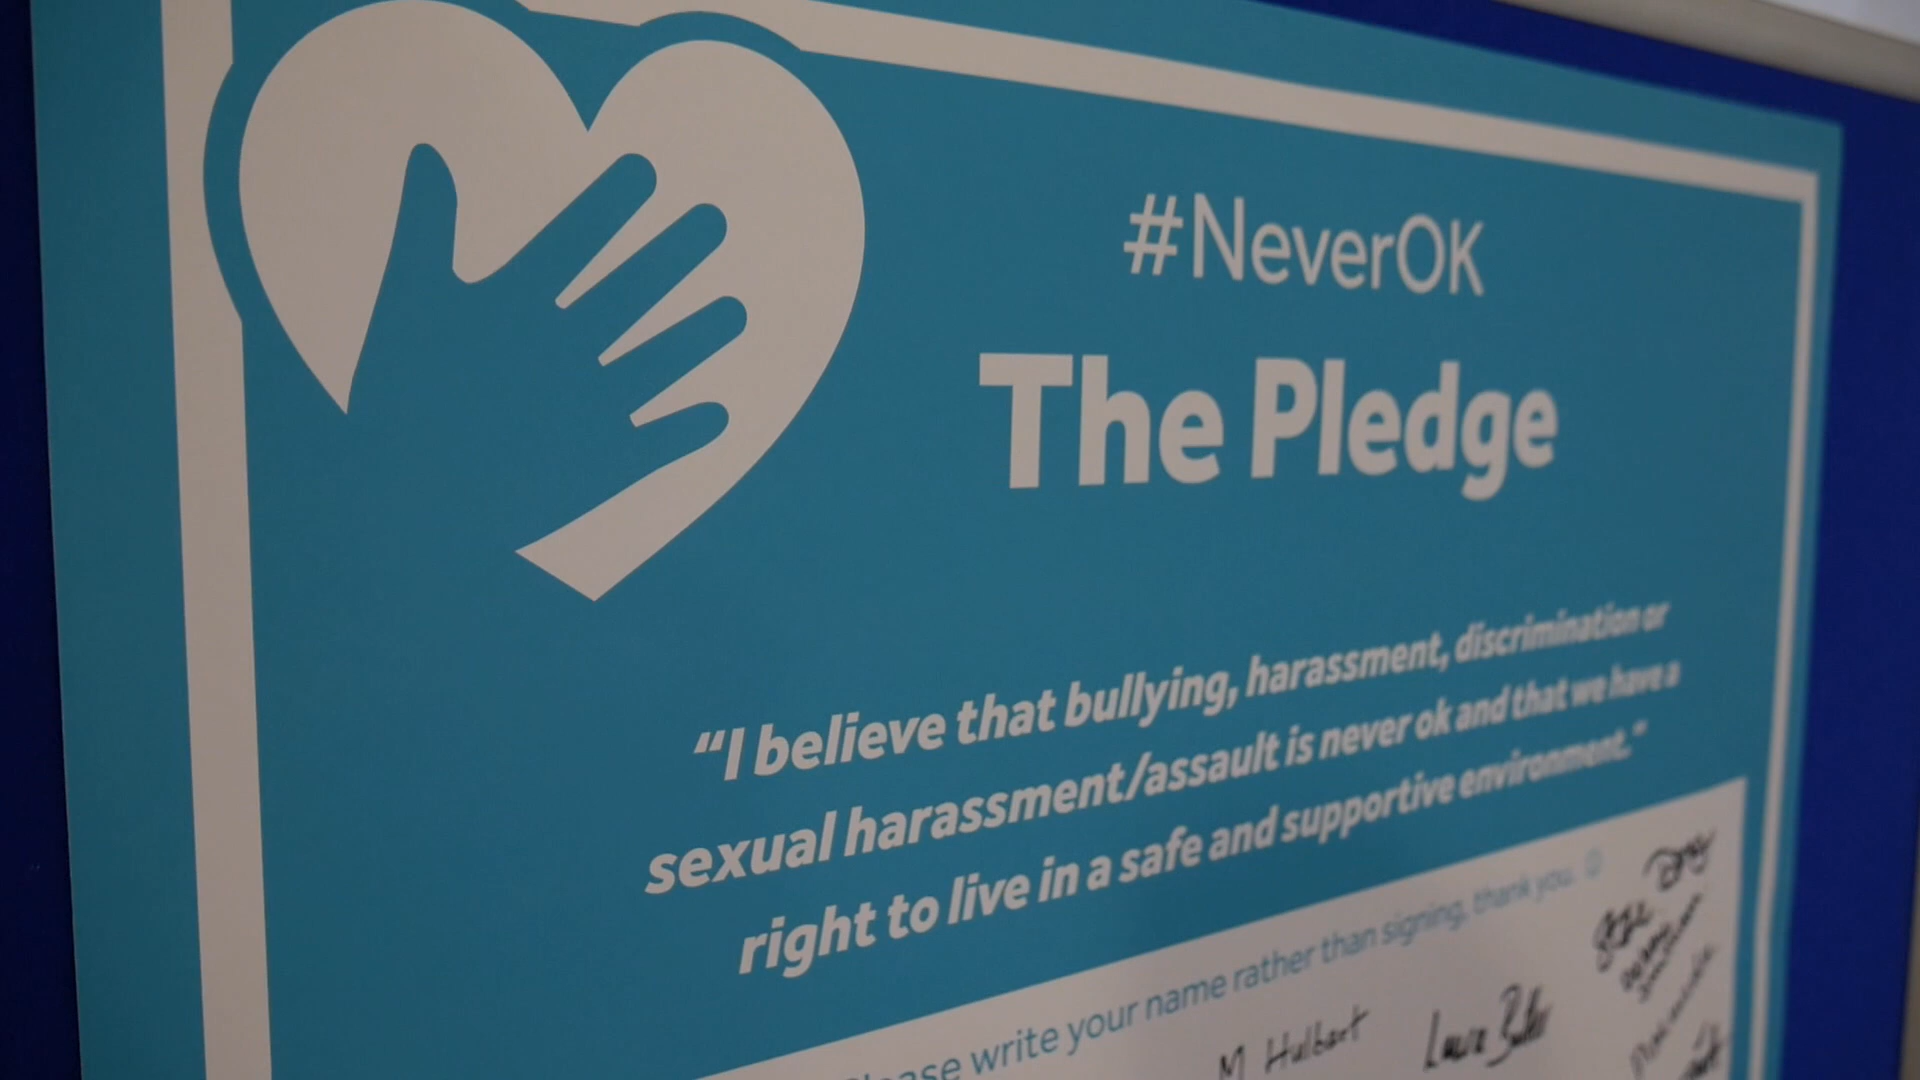 #NeverOK
The Pledge
“I believe that bullying, harassment, discrimination or
sexual harassment/assault is never ok and that we have a
right to live in a safe and supportive environment.”
write your name rather than signing, thank you. ☺
M Hulbert